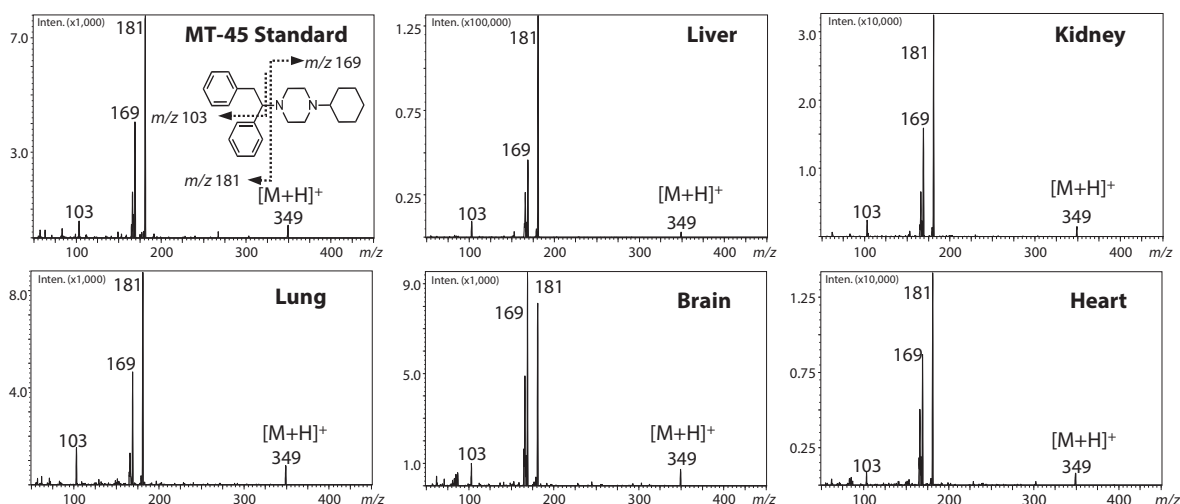 Inten. (x1,000)
7.0
3.0
181
MT-45 Standard
m/z 169
169
m/z 103
N
N
m/z 181
103
[M+H]+
349
100
200
300
400
m/z
Inten. (x100,000)
1.25
0.75
0.25
181
Liver
169
103
[M+H]+
349
100
200
300
400
m/z
Inten. (x10,000)
3.0
2.0
1.0
181
Kidney
169
103
[M+H]+
349
100
200
300
400
m/z
Inten. (x1,000)
8.0
4.0
181
Lung
169
103
[M+H]+
349
100
200
300
400
m/z
Inten. (x1,000)
9.0
5.0
1.0
181
Brain
169
103
[M+H]+
349
100
200
300
400
m/z
Inten. (x10,000)
1.25
0.75
0.25
181
Heart
169
103
[M+H]+
349
100
200
300
400
m/z